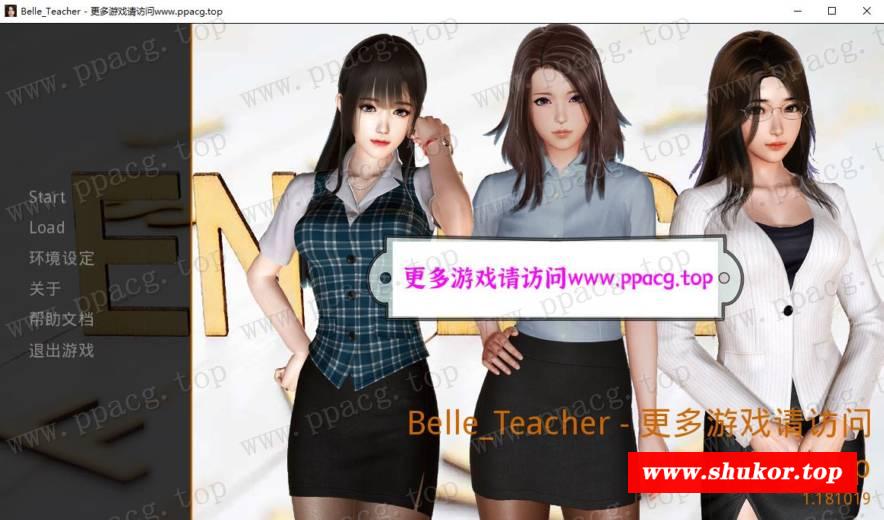 Belle_Teacher - 更多游戏请访问www.ppacg.top
Start
Load
环境设定
关于
帮助文档
退出游戏
更多游戏请访问www.ppacg.top
Belle_Teacher - 更多游戏请访问
www.shukor.top
1.181019
www.ppacg.top